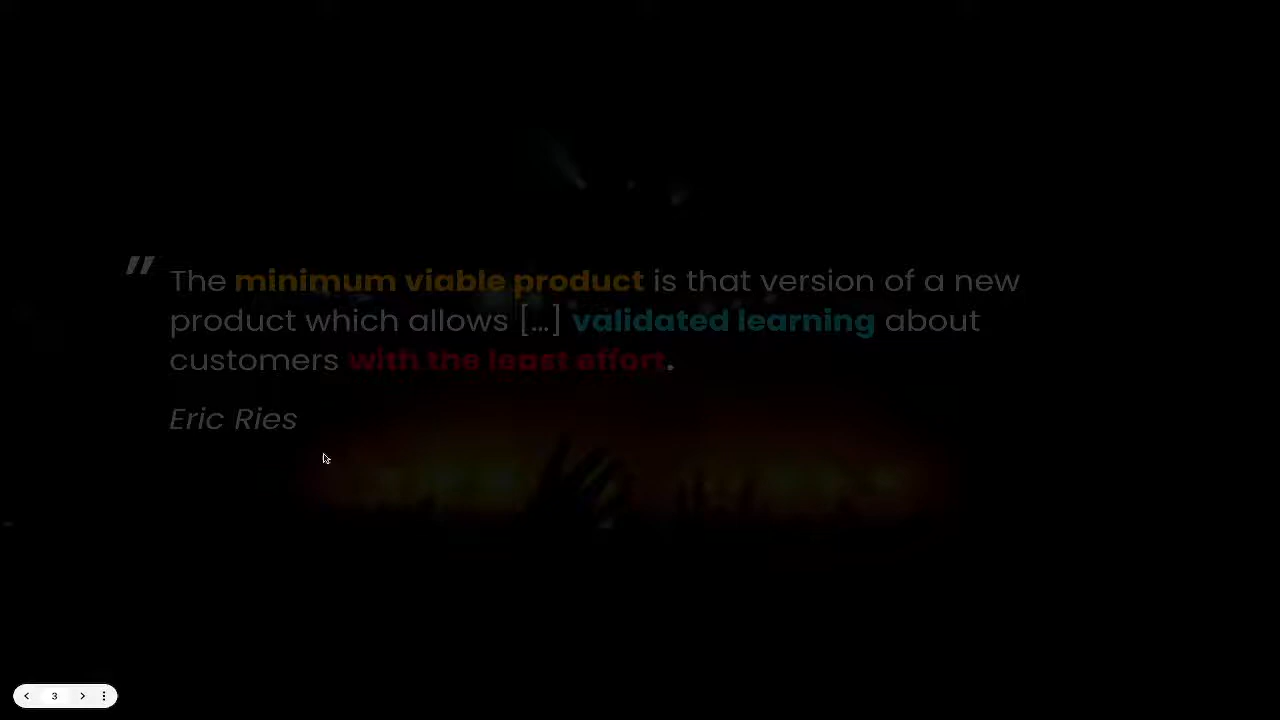 " The minimum viable product is that version of a new
product which allows [...] validated learning about
customers with the least effort.
Eric Ries
3